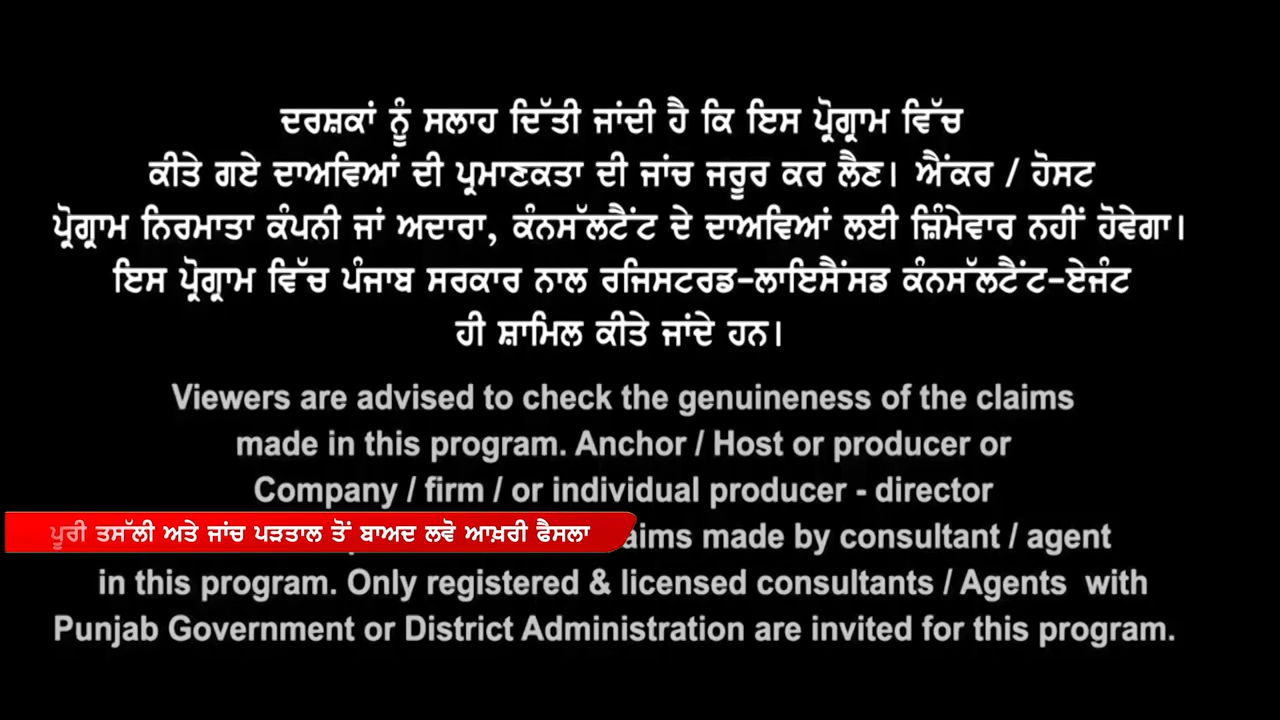 ਦਰਸ਼ਕਾਂ ਨੂੰ ਸਲਾਹ ਦਿੱਤੀ ਜਾਂਦੀ ਹੈ ਕਿ ਇਸ ਪ੍ਰੋਗ੍ਰਾਮ ਵਿੱਚ
ਕੀਤੇ ਗਏ ਦਾਅਵਿਆਂ ਦੀ ਪ੍ਰਮਾਣਕਤਾ ਦੀ ਜਾਂਚ ਜਰੂਰ ਕਰ ਲੈਣ। ਐਂਕਰ / ਹੋਸਟ
ਪ੍ਰੋਗ੍ਰਾਮ ਨਿਰਮਾਤਾ ਕੰਪਨੀ ਜਾਂ ਅਦਾਰਾ, ਕੰਨਸੱਲਟੈਂਟ ਦੇ ਦਾਅਵਿਆਂ ਲਈ ਜ਼ਿੰਮੇਵਾਰ ਨਹੀਂ ਹੋਵੇਗਾ।
ਇਸ ਪ੍ਰੋਗ੍ਰਾਮ ਵਿੱਚ ਪੰਜਾਬ ਸਰਕਾਰ ਨਾਲ ਰਜਿਸਟਰਡ-ਲਾਇਸੈਂਸਡ ਕੰਨਸੱਲਟੈਂਟ-ਏਜੰਟ
ਹੀ ਸ਼ਾਮਿਲ ਕੀਤੇ ਜਾਂਦੇ ਹਨ।
Viewers are advised to check the genuineness of the claims
made in this program. Anchor / Host or producer or
Company / firm / or individual producer - director
ਪੂਰੀ ਤਸੱਲੀ ਅਤੇ ਜਾਂਚ ਪੜਤਾਲ ਤੋਂ ਬਾਅਦ ਲਵੋ ਆਖ਼ਰੀ ਫੈਸਲਾ
made by consultant / agent
in this program. Only registered & licensed consultants / Agents with
Punjab Government or District Administration are invited for this program.